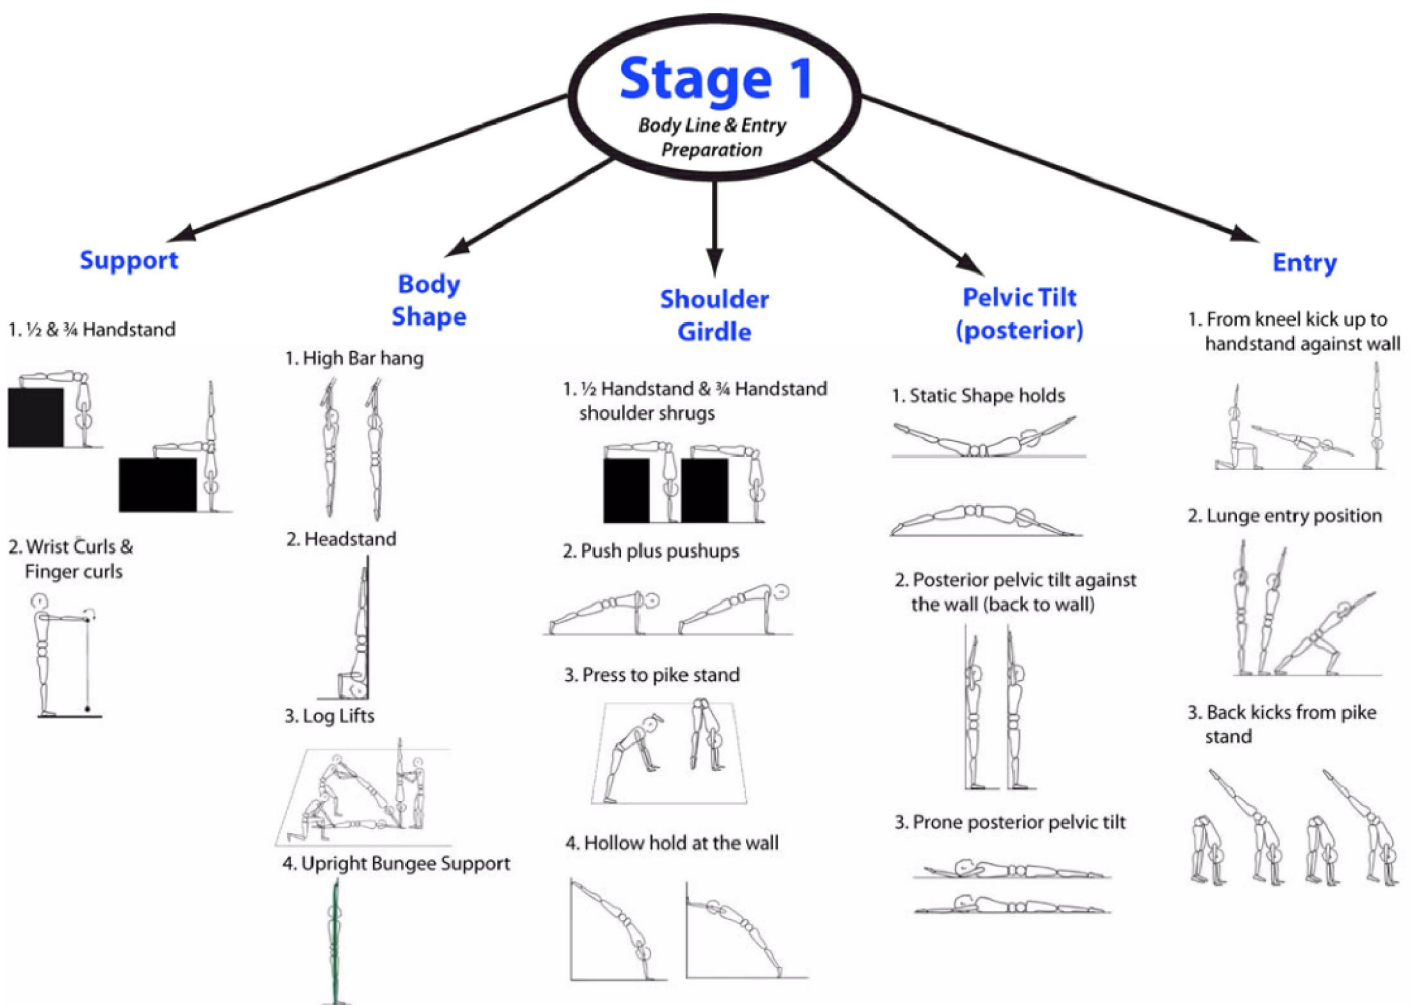 Stage 1
Body Line & Entry
Preparation
Support
1. ½ & ¾ Handstand
2. Wrist Curls &
Finger curls
Body
Shape
1. High Bar hang
2. Headstand
3. Log Lifts
4. Upright Bungee Support
Shoulder
Girdle
1. ½ Handstand & ¾ Handstand
shoulder shrugs
2. Push plus pushups
3. Press to pike stand
4. Hollow hold at the wall
Pelvic Tilt
(posterior)
1. Static Shape holds
2. Posterior pelvic tilt against
the wall (back to wall)
3. Prone posterior pelvic tilt
Entry
1. From kneel kick up to
handstand against wall
2. Lunge entry position
3. Back kicks from pike
stand